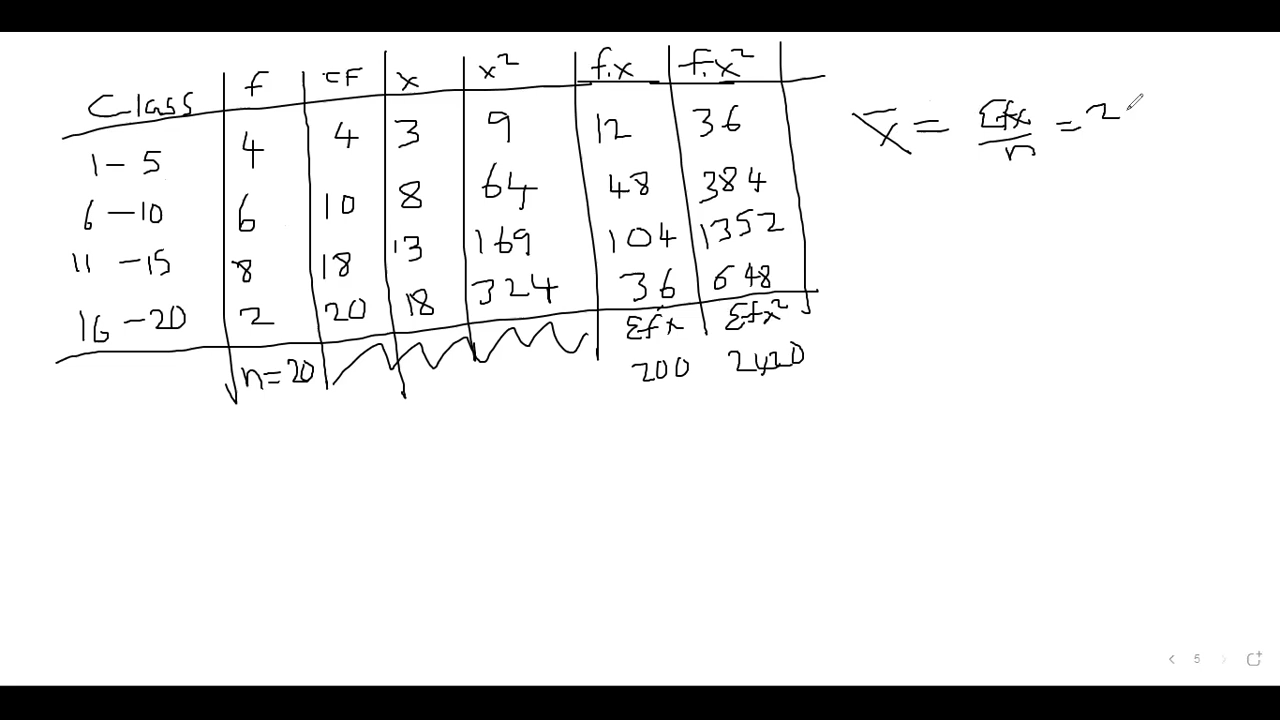 Class f CF x x² f.x f.x²
1-5 4 4 3 9 12 36
6-10 6 10 8 64 48 384
11-15 8 18 13 169 104 1352
16-20 2 20 18 324 36 648
n=20 Σfx 200 Σfx² 2420
x̄ = Σfx/n = 2
5